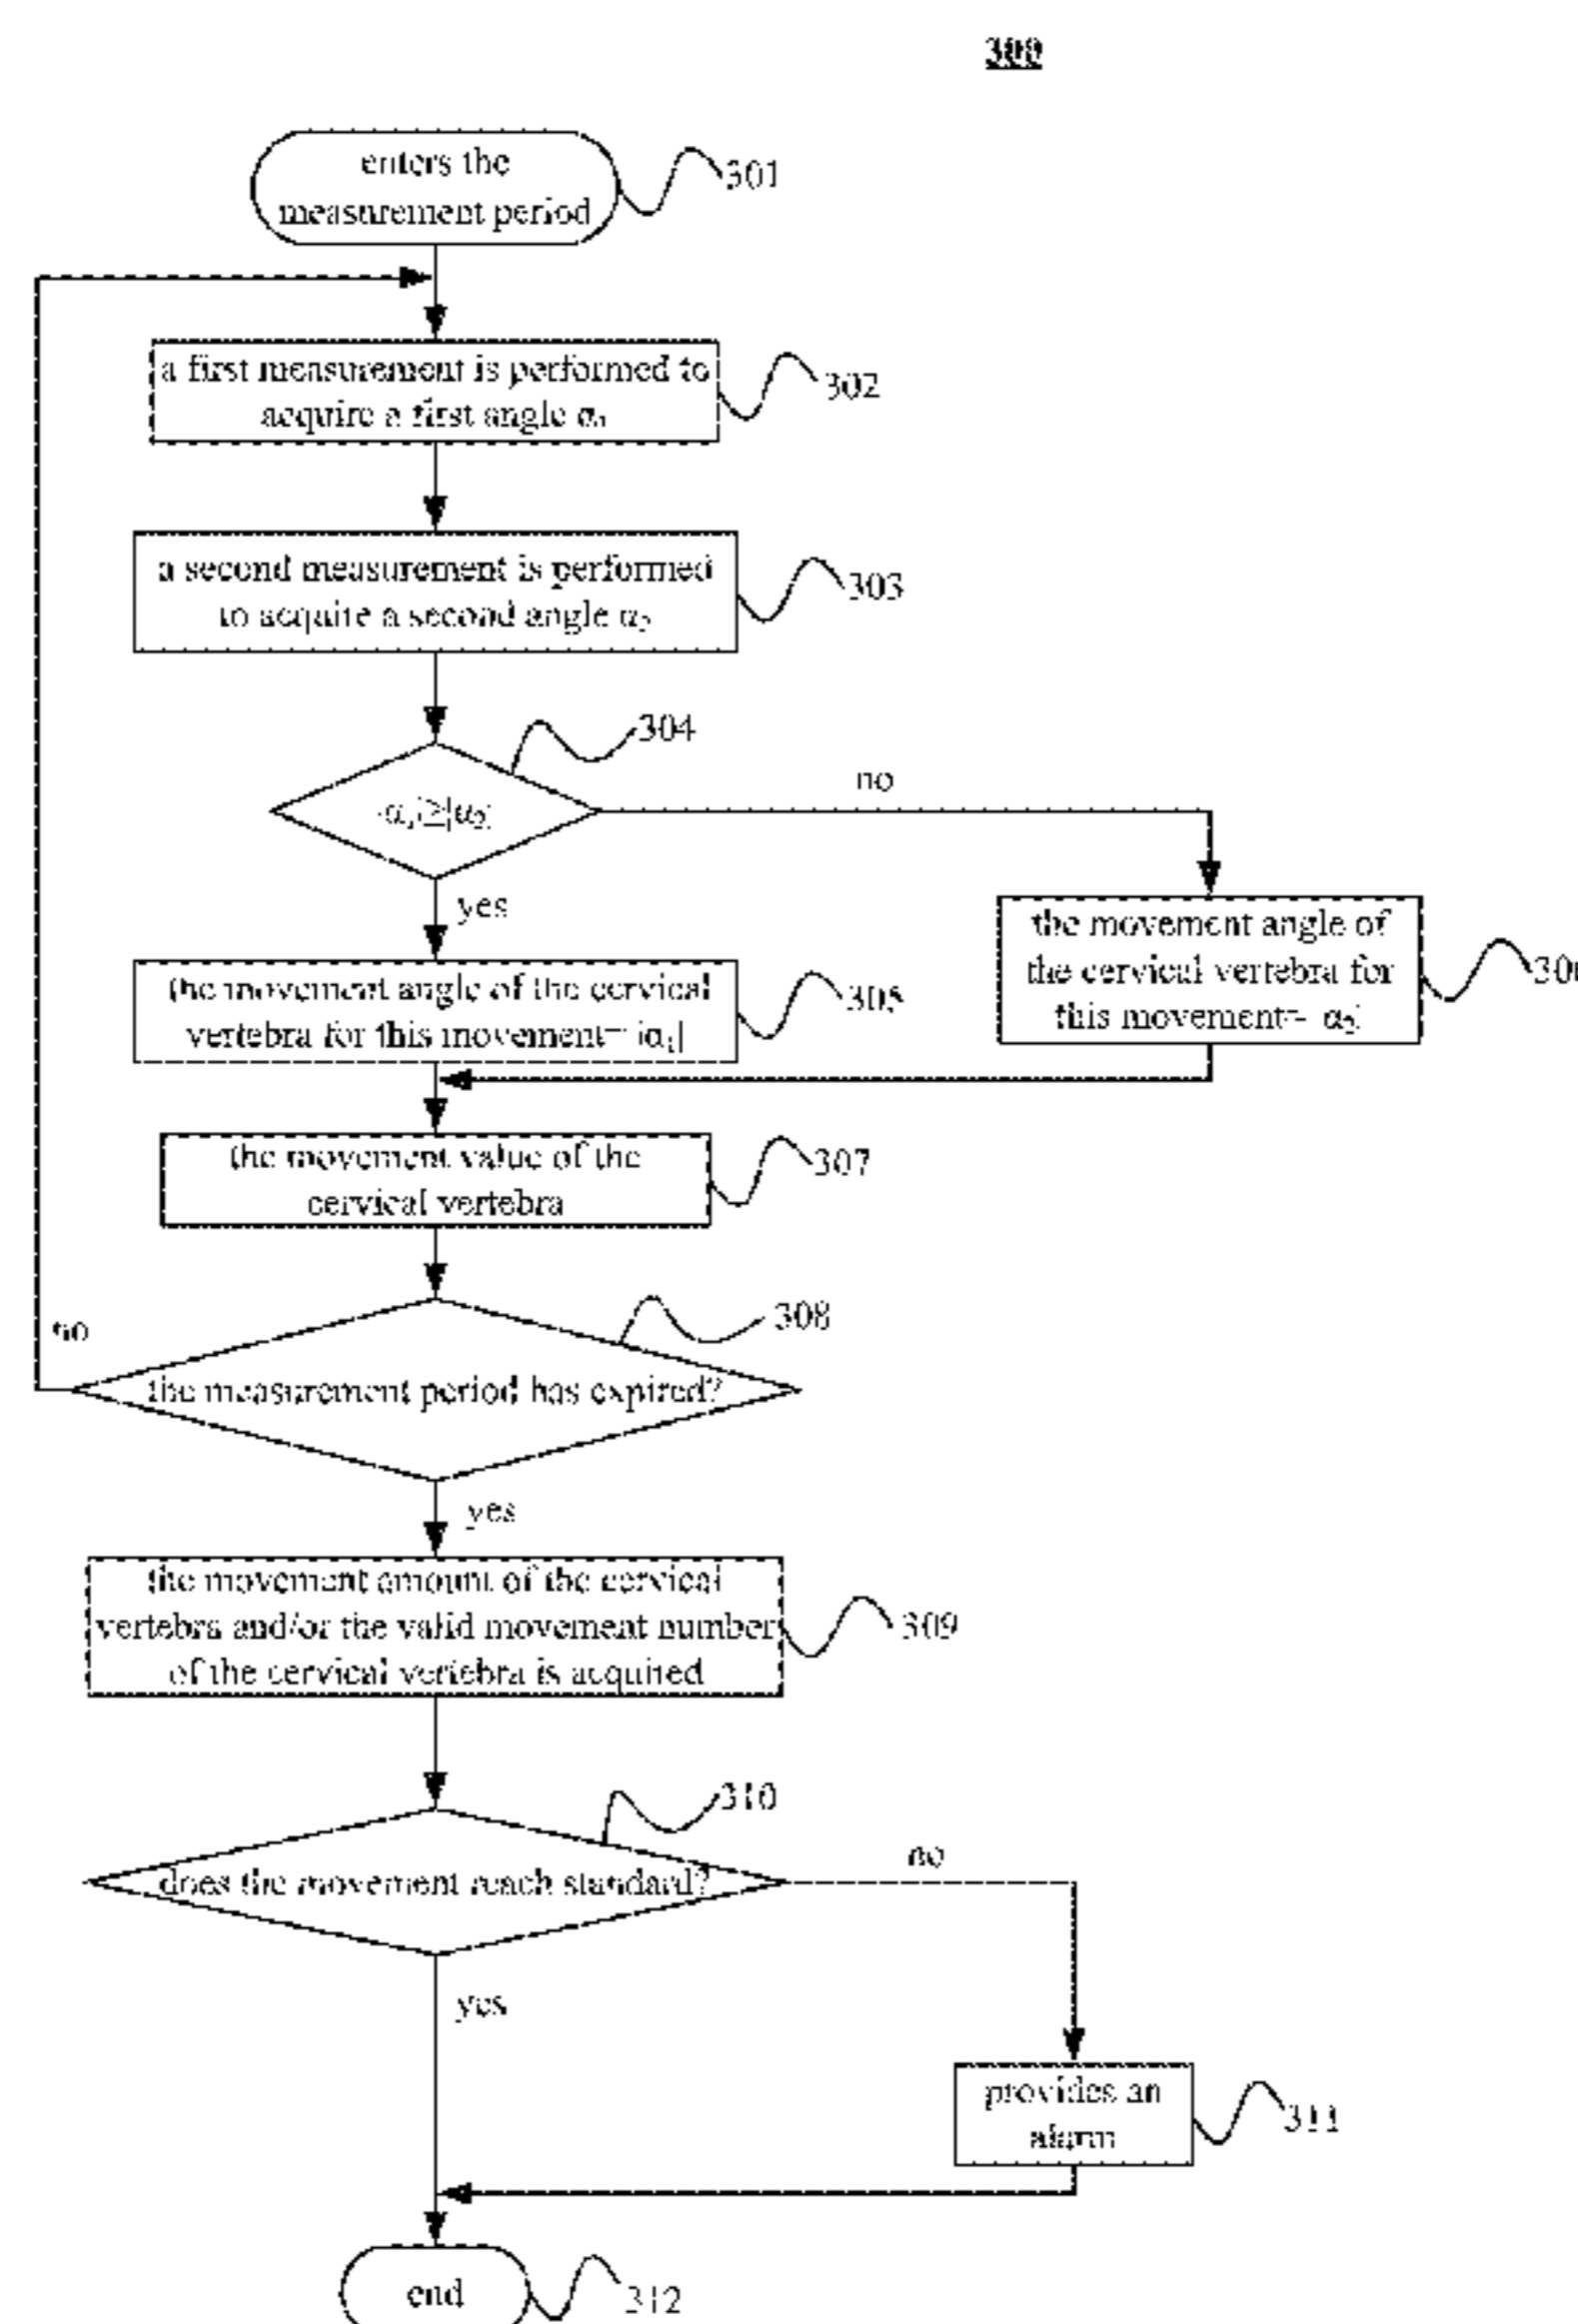 300
enters the
measurement period
301
a first measurement is performed to
acquire a first angle α₁
302
a second measurement is performed
to acquire a second angle α₂
303
304
|α₁|≥|α₂|
no
yes
the movement angle of the cervical
vertebra for this movement= |α₁|
305
the movement angle of
the cervical vertebra for
this movement= |α₂|
the movement value of the
cervical vertebra
307
308
no
the measurement period has expired?
yes
the movement amount of the cervical
vertebra and/or the valid movement number
of the cervical vertebra is acquired
309
310
does the movement reach standard?
no
yes
provides an
alarm
311
end
312